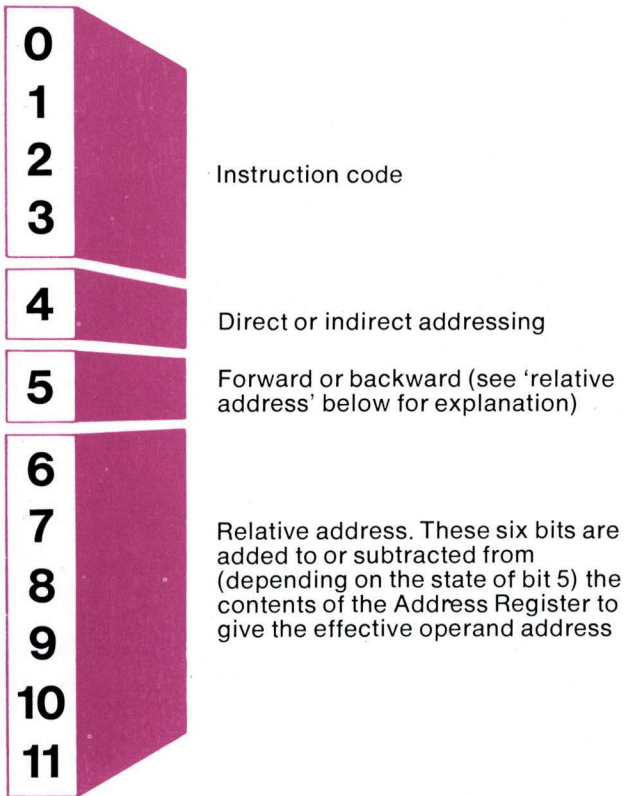 0
1
2
3
Instruction code
4
Direct or indirect addressing
5
Forward or backward (see ‘relative
address’ below for explanation)
6
7
8
9
10
11
Relative address. These six bits are
added to or subtracted from
(depending on the state of bit 5) the
contents of the Address Register to
give the effective operand address